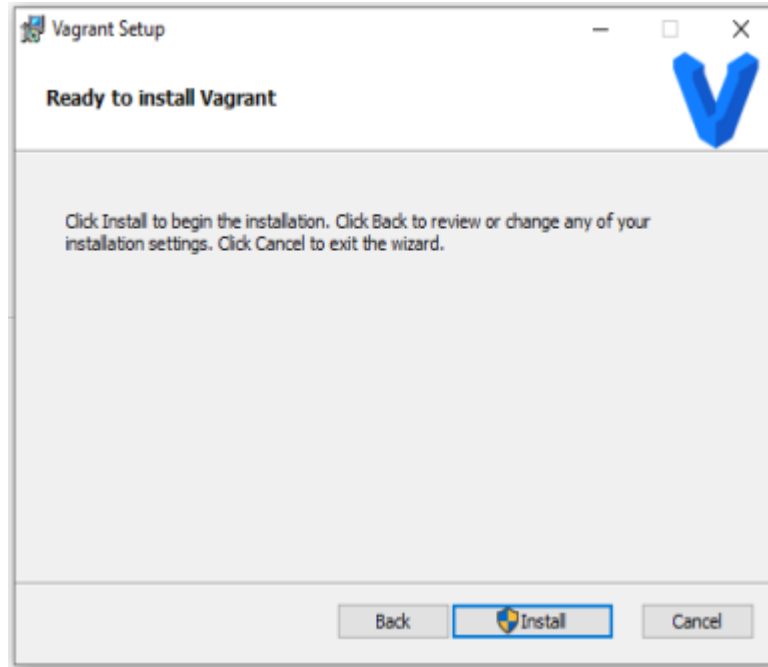 Vagrant Setup
Ready to install Vagrant
Click Install to begin the installation. Click Back to review or change any of your
installation settings. Click Cancel to exit the wizard.
Back Install Cancel